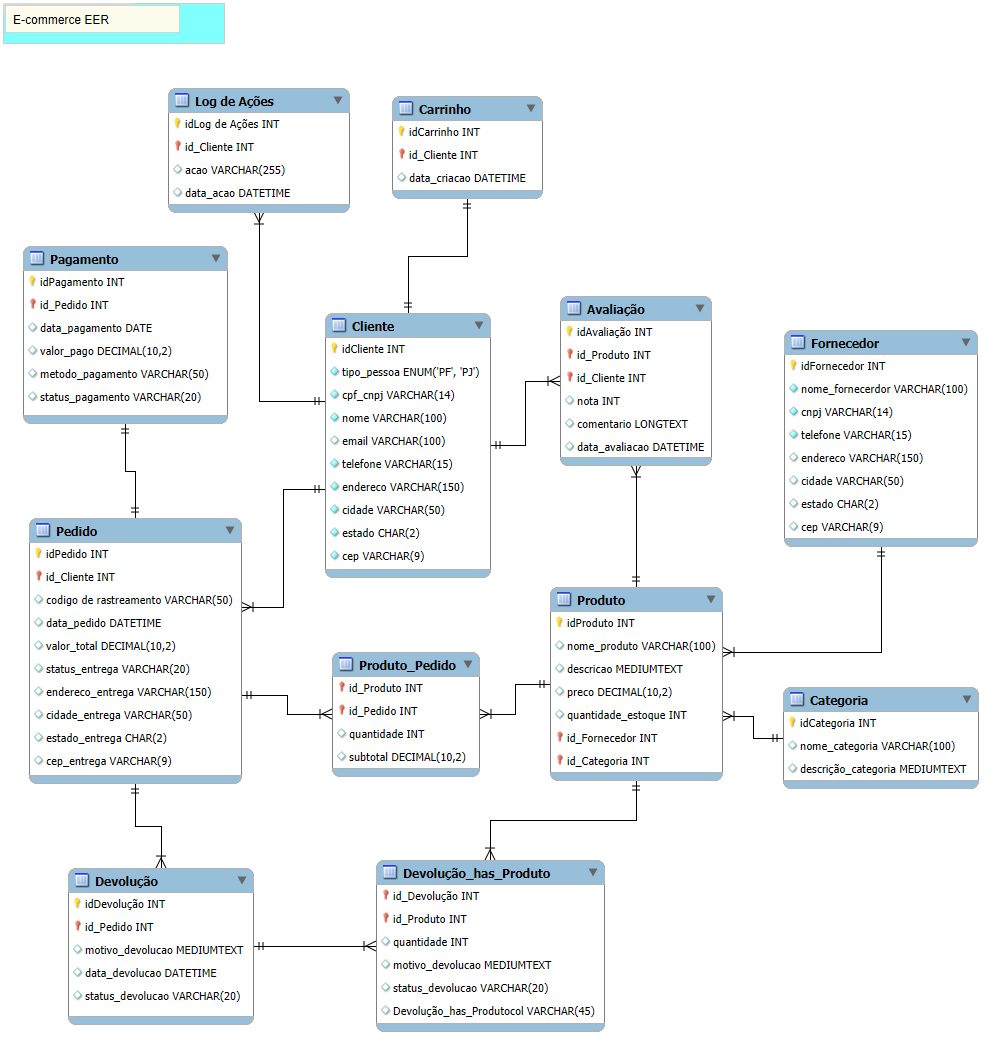 E-commerce EER
Log de Ações
idLog de Ações INT
id_Cliente INT
acao VARCHAR(255)
data_acao DATETIME
Carrinho
idCarrinho INT
id_Cliente INT
data_criacao DATETIME
Pagamento
idPagamento INT
id_Pedido INT
data_pagamento DATE
valor_pago DECIMAL(10,2)
metodo_pagamento VARCHAR(50)
status_pagamento VARCHAR(20)
Cliente
idCliente INT
tipo_pessoa ENUM('PF', 'PJ')
cpf_cnpj VARCHAR(14)
nome VARCHAR(100)
email VARCHAR(100)
telefone VARCHAR(15)
endereco VARCHAR(150)
cidade VARCHAR(50)
estado CHAR(2)
cep VARCHAR(9)
Avaliação
idAvaliação INT
id_Produto INT
id_Cliente INT
nota INT
comentario LONGTEXT
data_avaliacao DATETIME
Fornecedor
idFornecedor INT
nome_fornecerdor VARCHAR(100)
cnpj VARCHAR(14)
telefone VARCHAR(15)
endereco VARCHAR(150)
cidade VARCHAR(50)
estado CHAR(2)
cep VARCHAR(9)
Pedido
idPedido INT
id_Cliente INT
codigo de rastreamento VARCHAR(50)
data_pedido DATETIME
valor_total DECIMAL(10,2)
status_entrega VARCHAR(20)
endereco_entrega VARCHAR(150)
cidade_entrega VARCHAR(50)
estado_entrega CHAR(2)
cep_entrega VARCHAR(9)
Produto_Pedido
id_Produto INT
id_Pedido INT
quantidade INT
subtotal DECIMAL(10,2)
Produto
idProduto INT
nome_produto VARCHAR(100)
descricao MEDIUMTEXT
preco DECIMAL(10,2)
quantidade_estoque INT
id_Fornecedor INT
id_Categoria INT
Categoria
idCategoria INT
nome_categoria VARCHAR(100)
descrição_categoria MEDIUMTEXT
Devolução
idDevolução INT
id_Pedido INT
motivo_devolucao MEDIUMTEXT
data_devolucao DATETIME
status_devolucao VARCHAR(20)
Devolução_has_Produto
id_Devolução INT
id_Produto INT
quantidade INT
motivo_devolucao MEDIUMTEXT
status_devolucao VARCHAR(20)
Devolução_has_Produtocol VARCHAR(45)